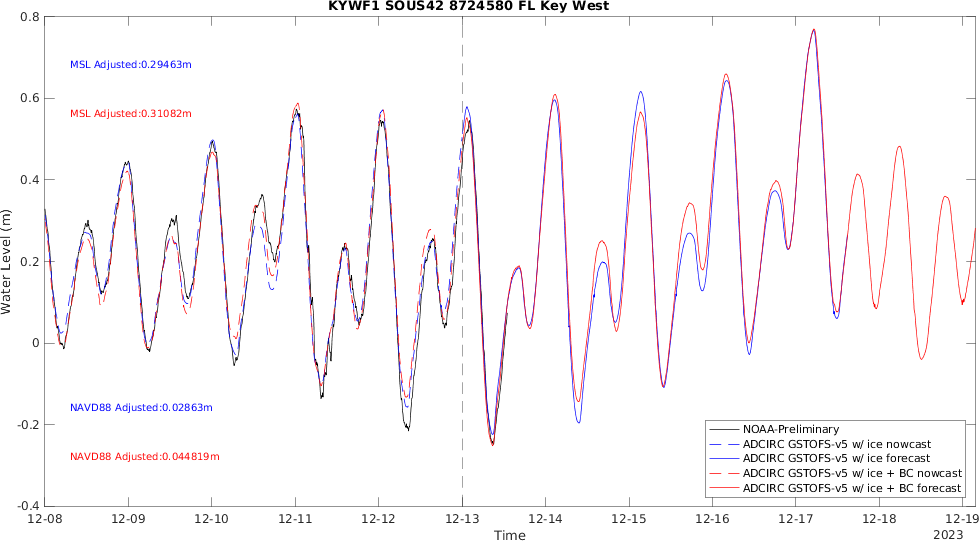 KYWF1 SOUS42 8724580 FL Key West
0.8
MSL Adjusted:0.29463m
0.6
MSL Adjusted:0.31082m
0.4
Water Level (m)
0.2
0
NAVD88 Adjusted:0.02863m
-0.2
NAVD88 Adjusted:0.044819m
-0.4
NOAA-Preliminary
ADCIRC GSTOFS-v5 w/ ice nowcast
ADCIRC GSTOFS-v5 w/ ice forecast
ADCIRC GSTOFS-v5 w/ ice + BC nowcast
ADCIRC GSTOFS-v5 w/ ice + BC forecast
12-08 12-09 12-10 12-11 12-12 12-13 12-14 12-15 12-16 12-17 12-18 12-19
Time
2023